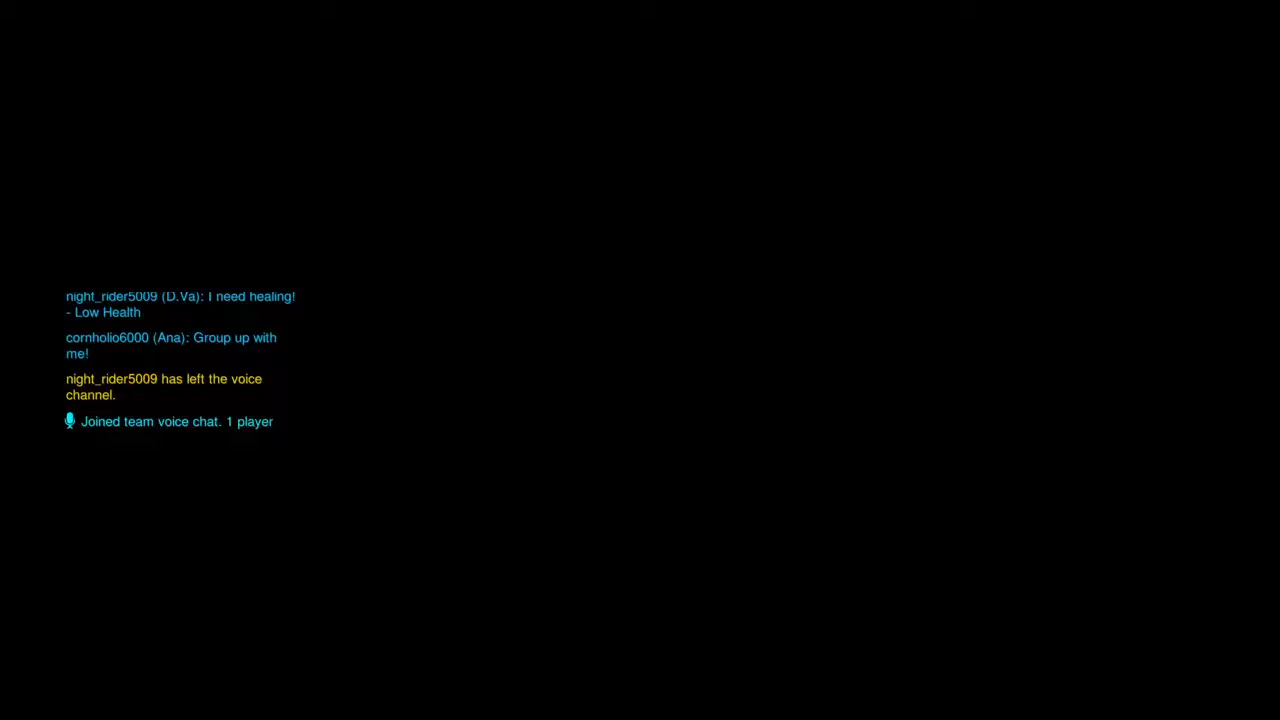 night_rider5009 (D.Va): I need healing!
- Low Health
cornholio6000 (Ana): Group up with
me!
night_rider5009 has left the voice
channel.
Joined team voice chat. 1 player